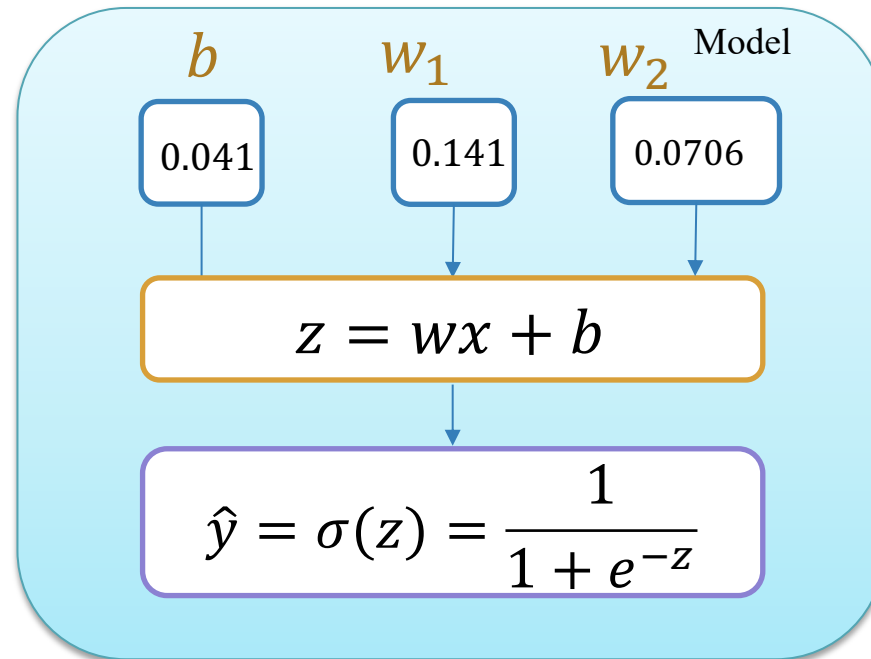 Model
b w₁ w₂
0.041 0.141 0.0706
z = wx + b
ŷ = σ(z) = 1 / (1 + e⁻ᶻ)